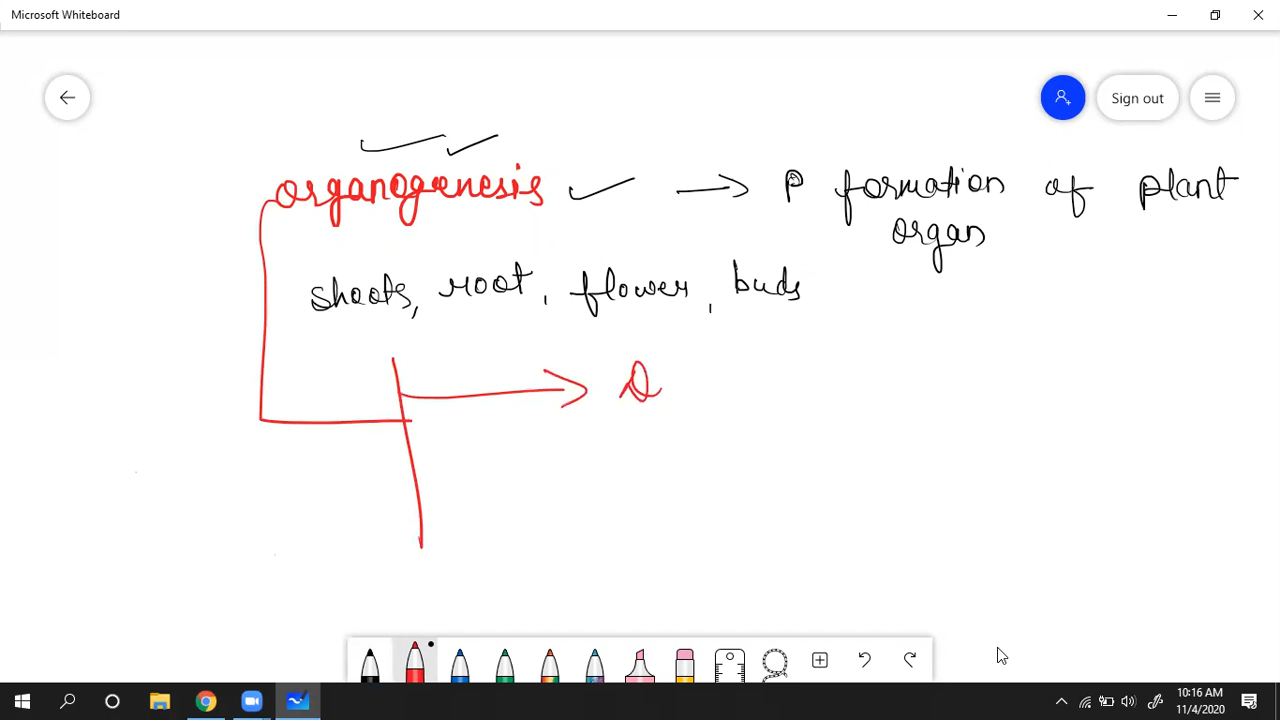 Microsoft Whiteboard
Sign out
organogenesis → P formation of plant
organ
shoots, root, flower, buds
D
10:16 AM
11/4/2020